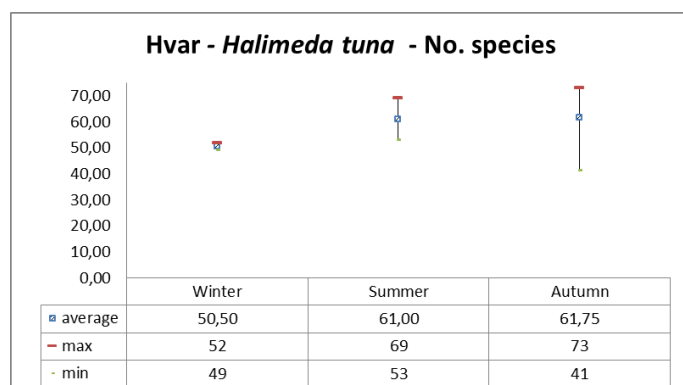 Hvar - Halimeda tuna - No. species
70,00
60,00
50,00
40,00
30,00
20,00
10,00
0,00
Winter Summer Autumn
average 50,50 61,00 61,75
max 52 69 73
min 49 53 41